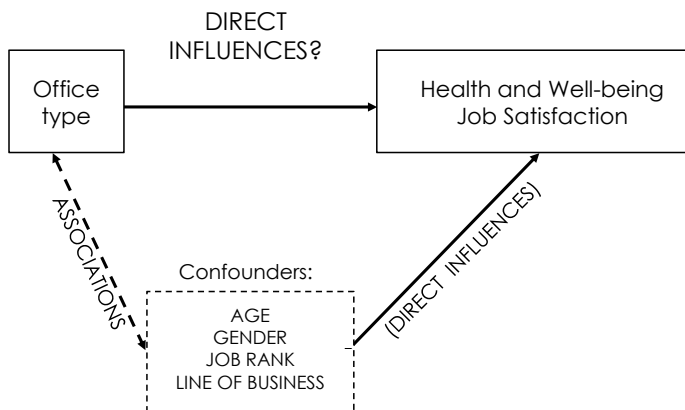 DIRECT
INFLUENCES?
Office
type
Health and Well-being
Job Satisfaction
ASSOCIATIONS
(DIRECT INFLUENCES)
Confounders:
AGE
GENDER
JOB RANK
LINE OF BUSINESS